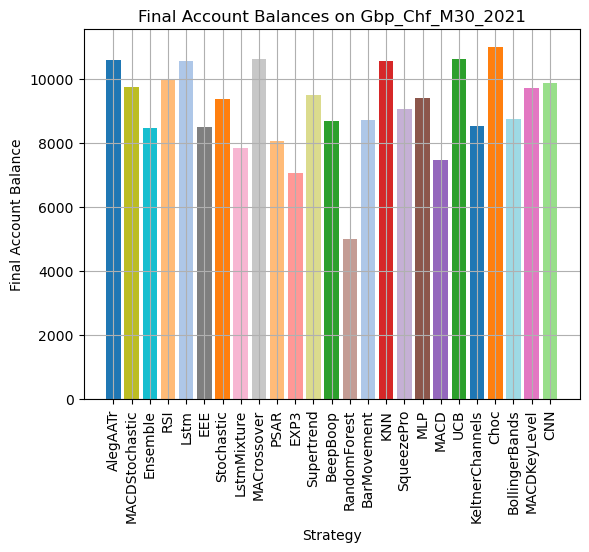 Final Account Balances on Gbp_Chf_M30_2021
Final Account Balance
10000
8000
6000
4000
2000
0
AlegAATr
MACDStochastic
Ensemble
RSI
Lstm
EEE
Stochastic
LstmMixture
MACrossover
PSAR
EXP3
Supertrend
BeepBoop
RandomForest
BarMovement
KNN
SqueezePro
MLP
MACD
UCB
KeltnerChannels
Choc
BollingerBands
MACDKeyLevel
CNN
Strategy